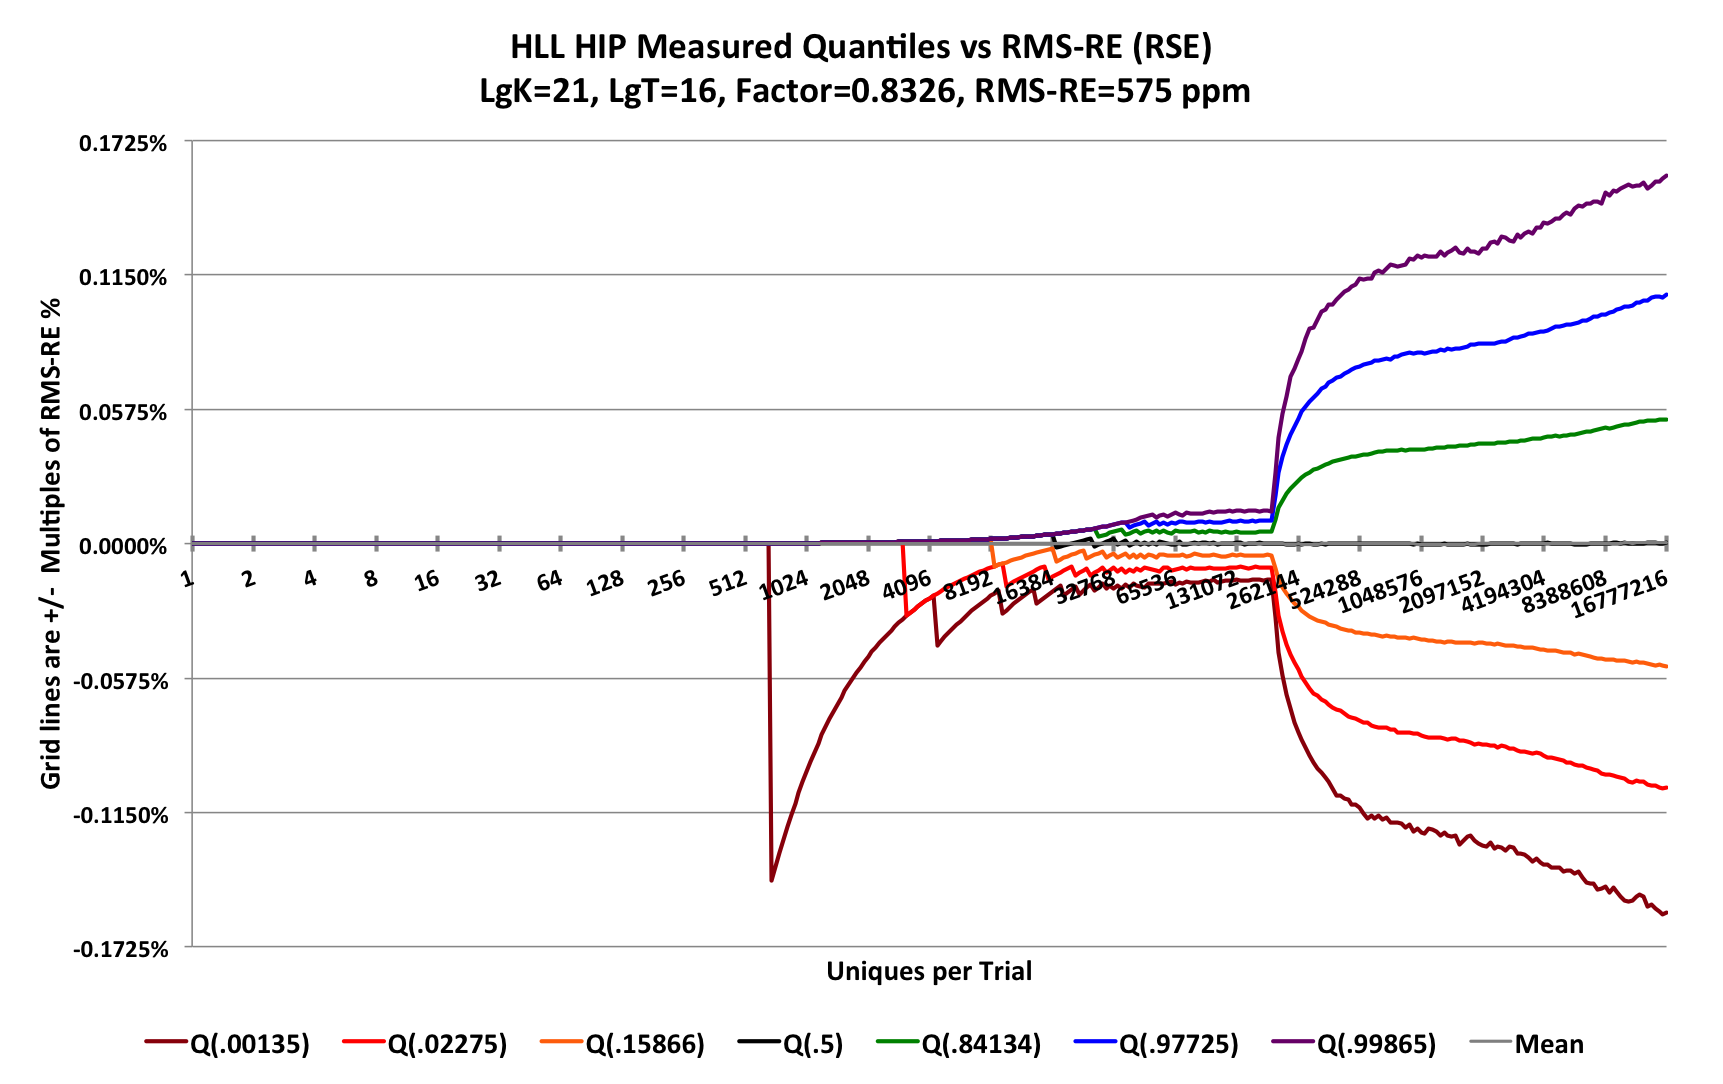 HLL HIP Measured Quantiles vs RMS-RE (RSE)
LgK=21, LgT=16, Factor=0.8326, RMS-RE=575 ppm
Grid lines are +/- Multiples of RMS-RE %
0.1725%
0.1150%
0.0575%
0.0000%
-0.0575%
-0.1150%
-0.1725%
1 2 4 8 16 32 64 128 256 512 1024 2048 4096 8192 16384 32768 65536 131072 262144 524288 1048576 2097152 4194304 8388608 16777216
Uniques per Trial
Q(.00135) Q(.02275) Q(.15866) Q(.5) Q(.84134) Q(.97725) Q(.99865) Mean